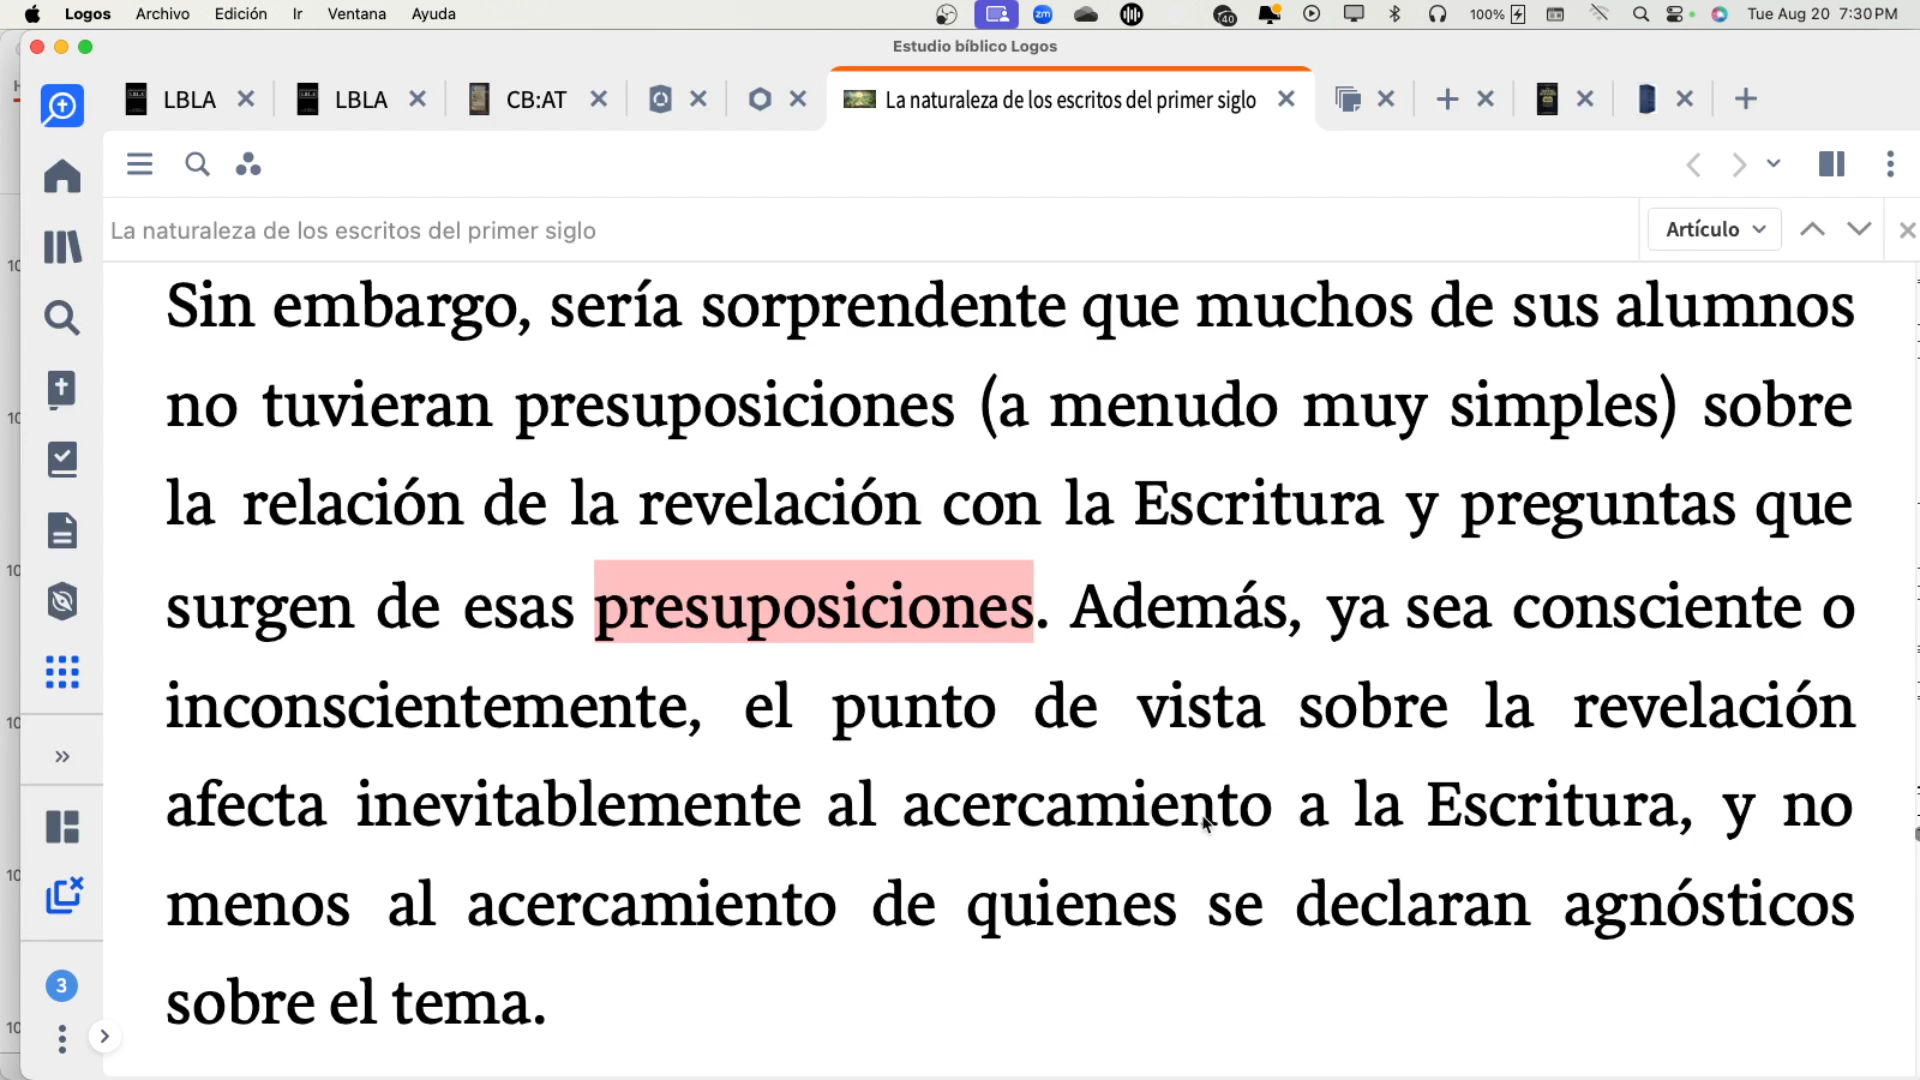 Logos Archivo Edición Ir Ventana Ayuda zm 40 100% Tue Aug 20 7:30 PM
Estudio bíblico Logos
LBLA LBLA CB:AT La naturaleza de los escritos del primer siglo
La naturaleza de los escritos del primer siglo Artículo
Sin embargo, sería sorprendente que muchos de sus alumnos
no tuvieran presuposiciones (a menudo muy simples) sobre
la relación de la revelación con la Escritura y preguntas que
surgen de esas presuposiciones. Además, ya sea consciente o
inconscientemente, el punto de vista sobre la revelación
afecta inevitablemente al acercamiento a la Escritura, y no
menos al acercamiento de quienes se declaran agnósticos
sobre el tema.
3